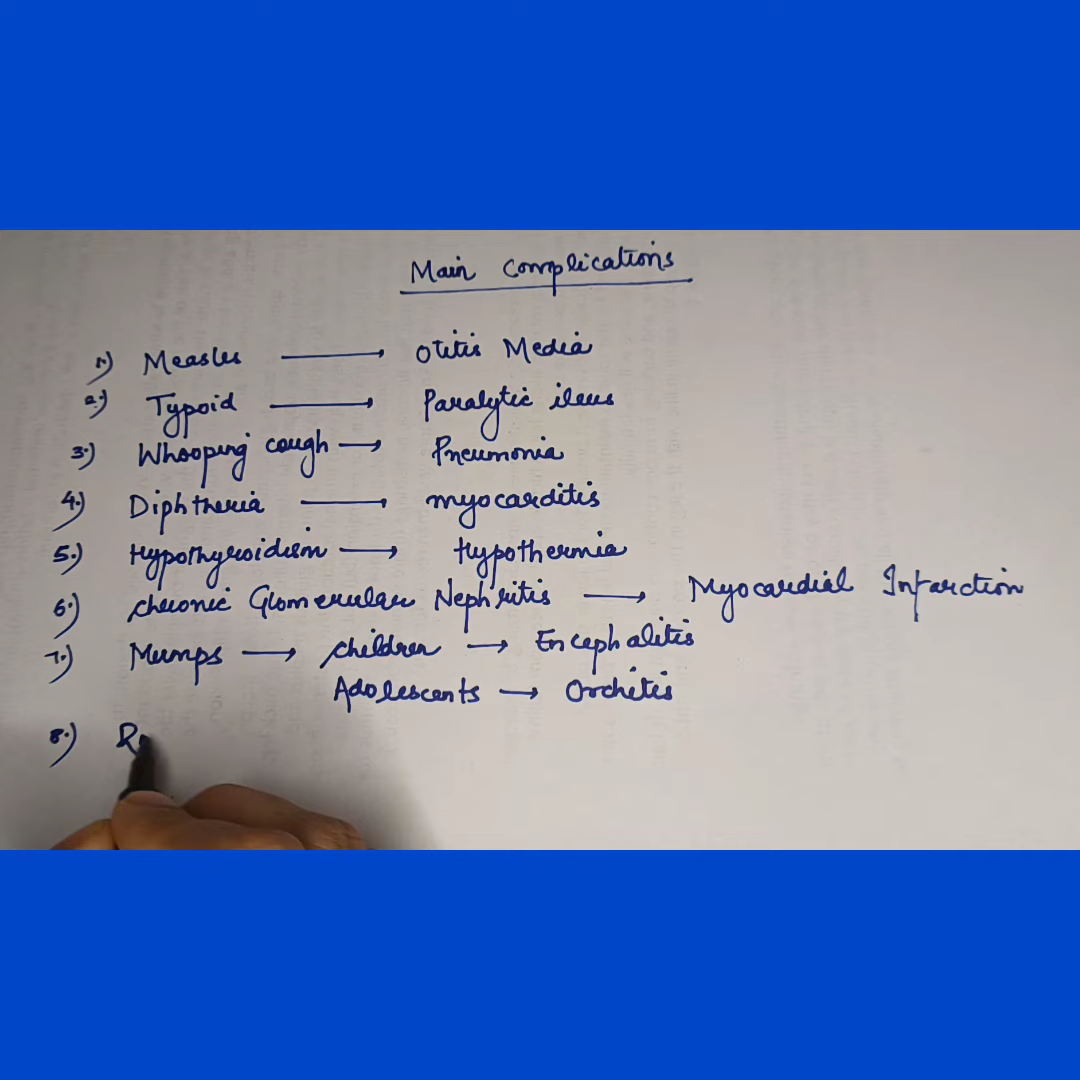 Main Complications
1.) Measles → Otitis Media
2.) Typoid → Paralytic ileus
3.) Whooping cough → Pneumonia
4.) Diphtheria → myocarditis
5.) Hypothyroidism → Hypothermia
6.) chronic Glomerular Nephritis → Myocardial Infarction
7.) Mumps → children → Encephalitis
Adolescents → Orchitis
8.)